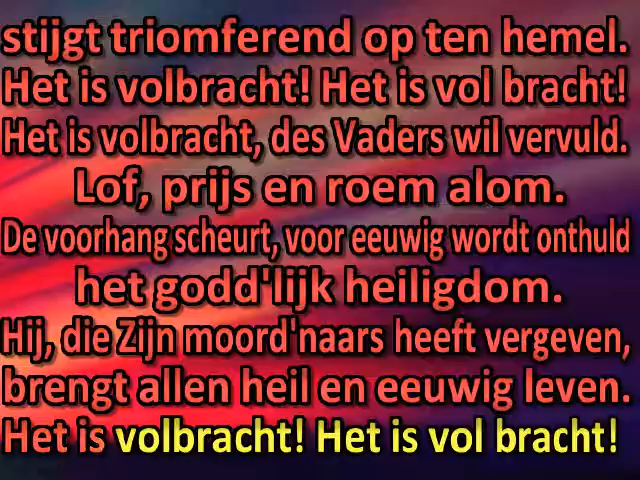 stijgt triomferend op ten hemel.
Het is volbracht! Het is vol bracht!
Het is volbracht, des Vaders wil vervuld.
Lof, prijs en roem alom.
De voorhang scheurt, voor eeuwig wordt onthuld
het godd'lijk heiligdom.
Hij, die Zijn moord'naars heeft vergeven,
brengt allen heil en eeuwig leven.
Het is volbracht! Het is vol bracht!